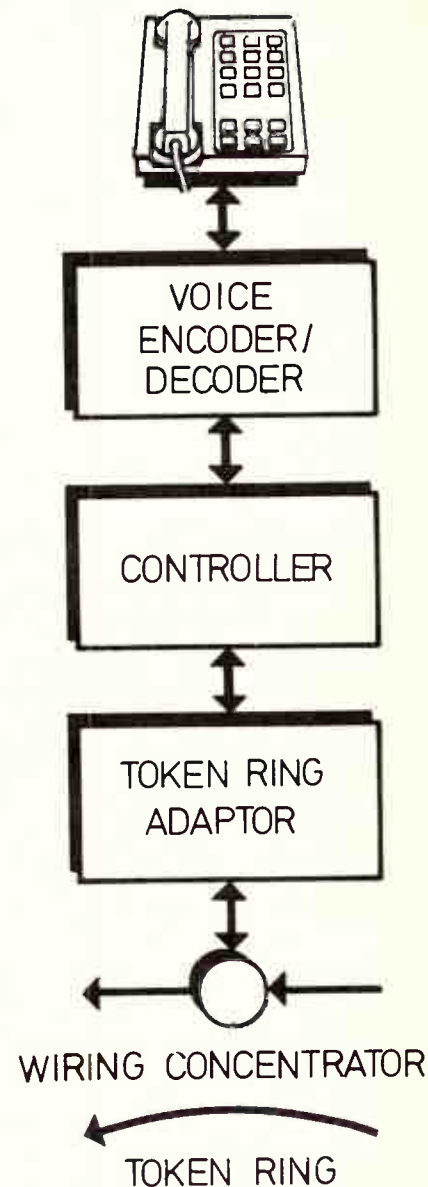 VOICE
ENCODER/
DECODER
CONTROLLER
TOKEN RING
ADAPTOR
WIRING CONCENTRATOR
TOKEN RING